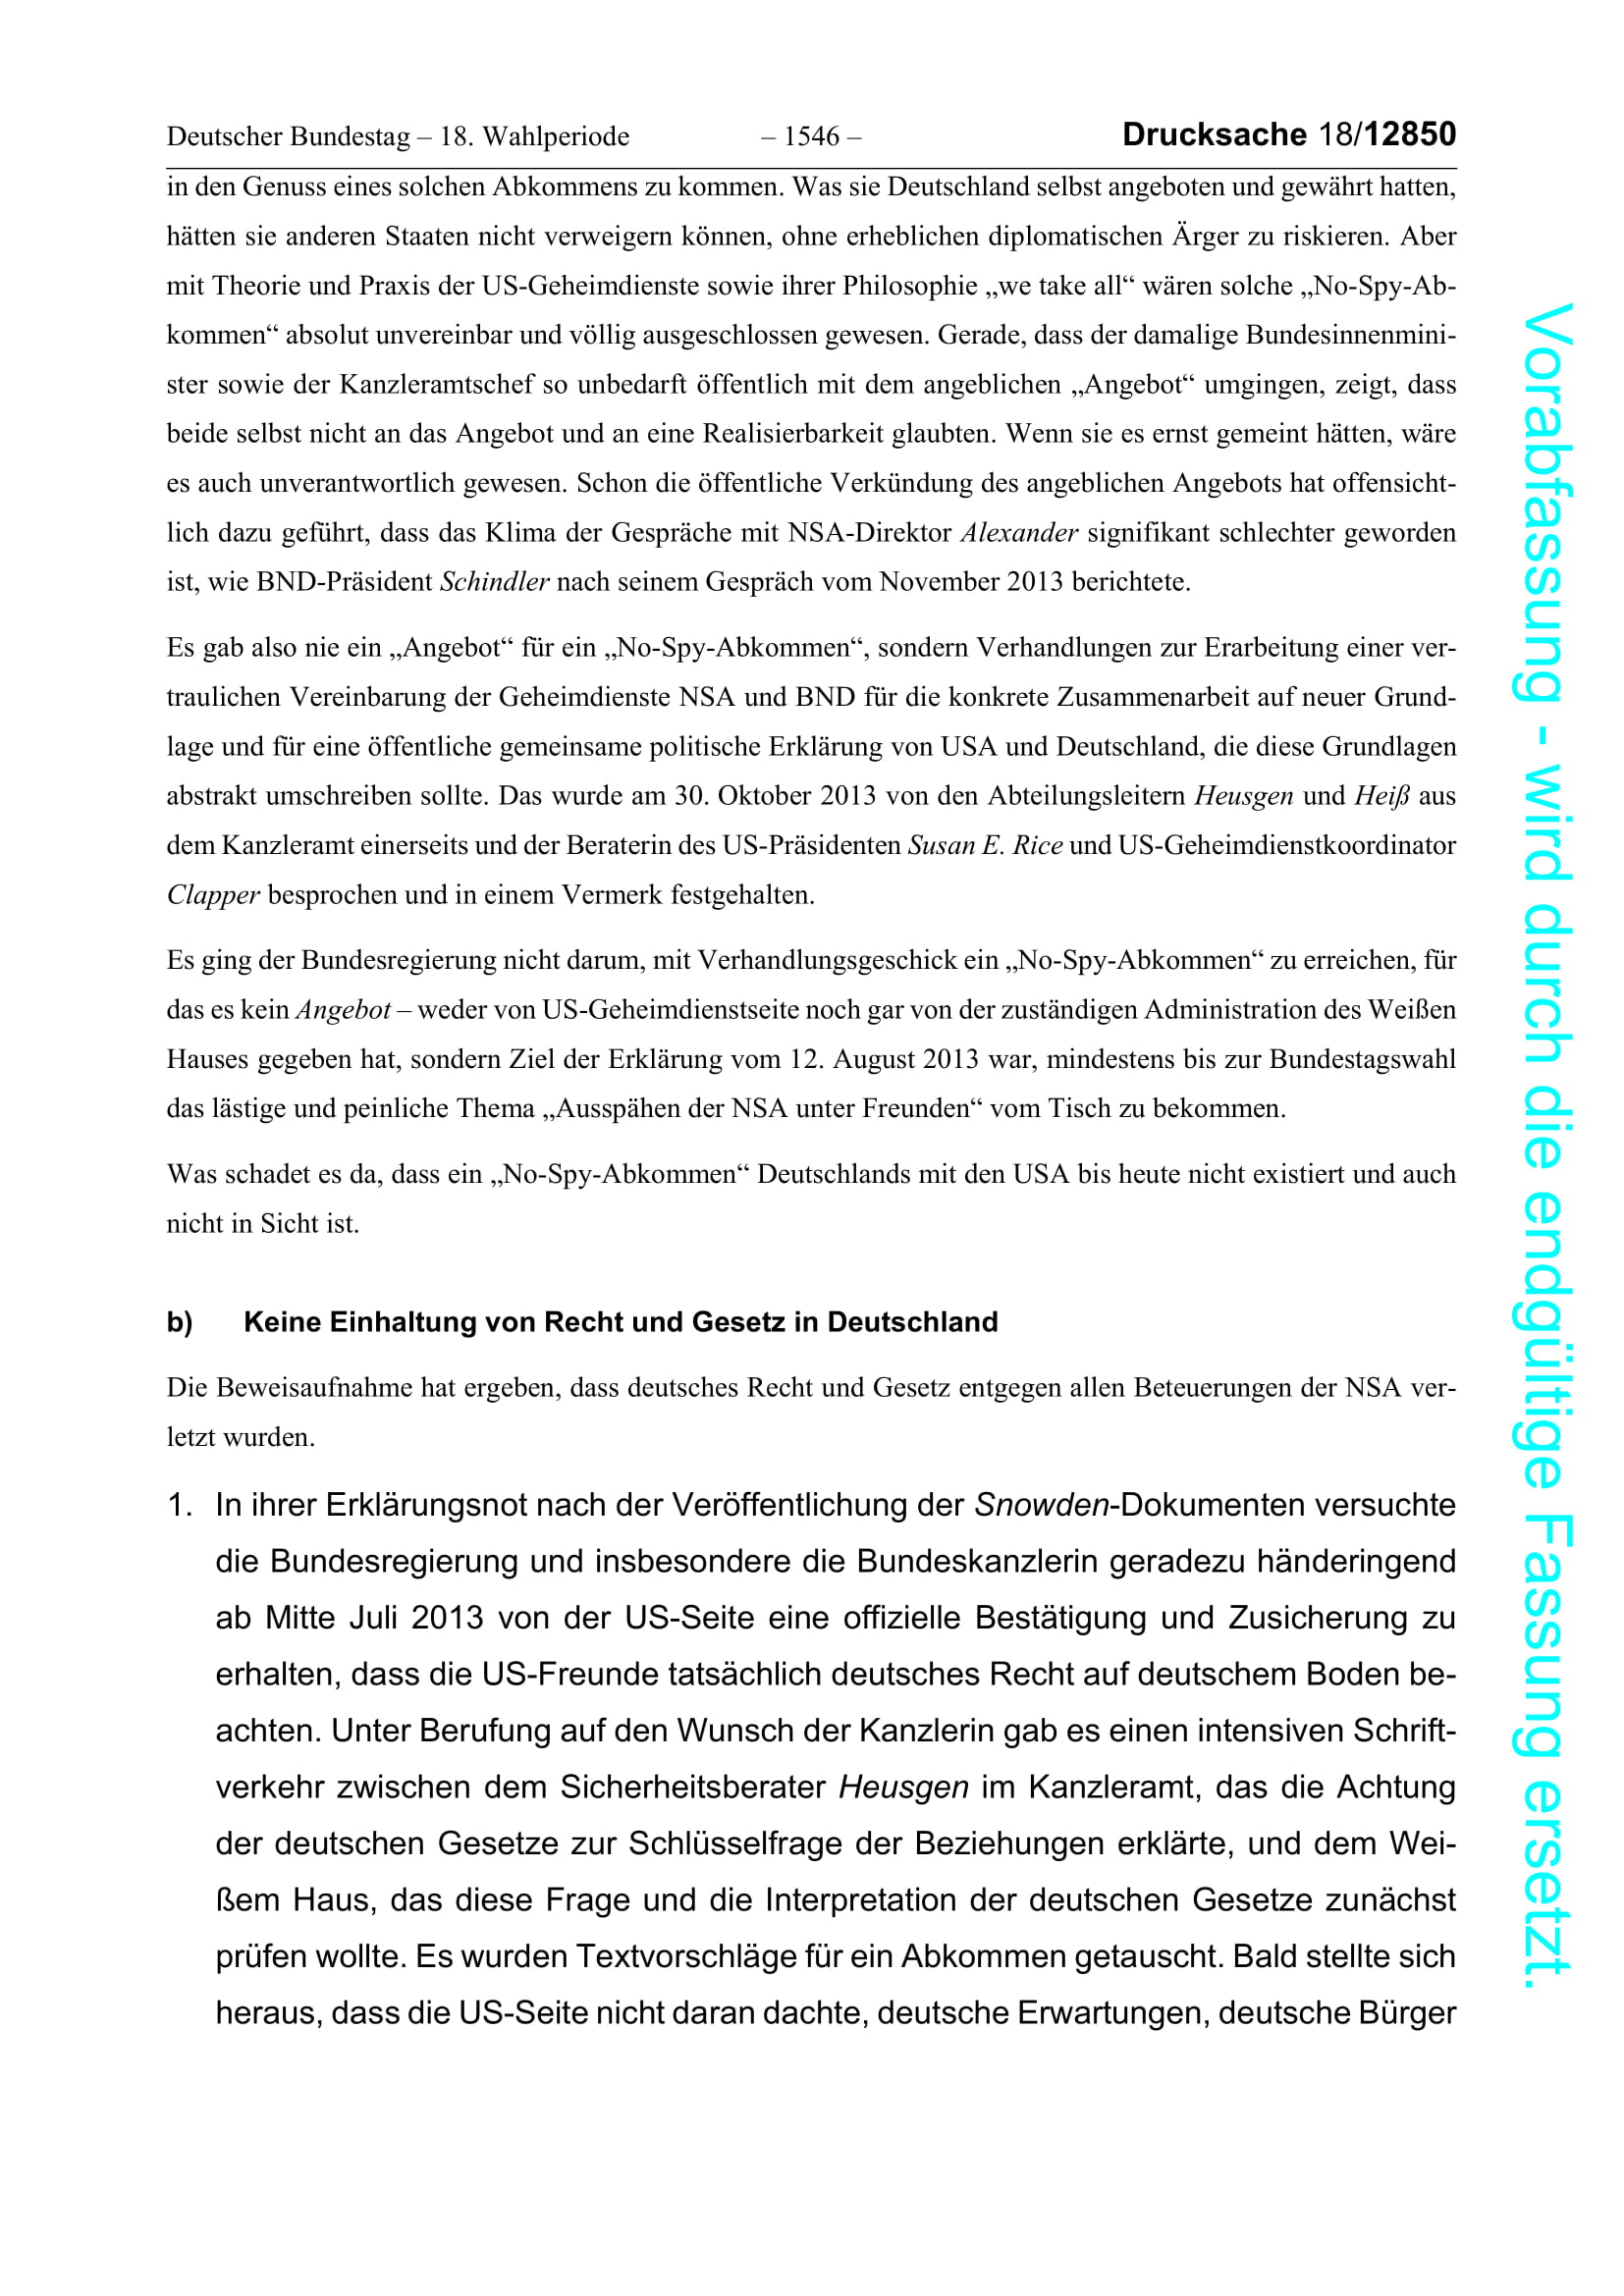 Deutscher Bundestag – 18. Wahlperiode – 1546 – Drucksache 18/12850
in den Genuss eines solchen Abkommens zu kommen. Was sie Deutschland selbst angeboten und gewährt hatten,
hätten sie anderen Staaten nicht verweigern können, ohne erheblichen diplomatischen Ärger zu riskieren. Aber
mit Theorie und Praxis der US-Geheimdienste sowie ihrer Philosophie „we take all“ wären solche „No-Spy-Ab-
kommen“ absolut unvereinbar und völlig ausgeschlossen gewesen. Gerade, dass der damalige Bundesinnenmini-
ster sowie der Kanzleramtschef so unbedarft öffentlich mit dem angeblichen „Angebot“ umgingen, zeigt, dass
beide selbst nicht an das Angebot und an eine Realisierbarkeit glaubten. Wenn sie es ernst gemeint hätten, wäre
es auch unverantwortlich gewesen. Schon die öffentliche Verkündung des angeblichen Angebots hat offensicht-
lich dazu geführt, dass das Klima der Gespräche mit NSA-Direktor Alexander signifikant schlechter geworden
ist, wie BND-Präsident Schindler nach seinem Gespräch vom November 2013 berichtete.
Es gab also nie ein „Angebot“ für ein „No-Spy-Abkommen“, sondern Verhandlungen zur Erarbeitung einer ver-
traulichen Vereinbarung der Geheimdienste NSA und BND für die konkrete Zusammenarbeit auf neuer Grund-
lage und für eine öffentliche gemeinsame politische Erklärung von USA und Deutschland, die diese Grundlagen
abstrakt umschreiben sollte. Das wurde am 30. Oktober 2013 von den Abteilungsleitern Heusgen und Heiß aus
dem Kanzleramt einerseits und der Beraterin des US-Präsidenten Susan E. Rice und US-Geheimdienstkoordinator
Clapper besprochen und in einem Vermerk festgehalten.
Es ging der Bundesregierung nicht darum, mit Verhandlungsgeschick ein „No-Spy-Abkommen“ zu erreichen, für
das es kein Angebot – weder von US-Geheimdienstseite noch gar von der zuständigen Administration des Weißen
Hauses gegeben hat, sondern Ziel der Erklärung vom 12. August 2013 war, mindestens bis zur Bundestagswahl
das lästige und peinliche Thema „Ausspähen der NSA unter Freunden“ vom Tisch zu bekommen.
Was schadet es da, dass ein „No-Spy-Abkommen“ Deutschlands mit den USA bis heute nicht existiert und auch
nicht in Sicht ist.
b) Keine Einhaltung von Recht und Gesetz in Deutschland
Die Beweisaufnahme hat ergeben, dass deutsches Recht und Gesetz entgegen allen Beteuerungen der NSA ver-
letzt wurden.
1. In ihrer Erklärungsnot nach der Veröffentlichung der Snowden-Dokumenten versuchte
die Bundesregierung und insbesondere die Bundeskanzlerin geradezu händeringend
ab Mitte Juli 2013 von der US-Seite eine offizielle Bestätigung und Zusicherung zu
erhalten, dass die US-Freunde tatsächlich deutsches Recht auf deutschem Boden be-
achten. Unter Berufung auf den Wunsch der Kanzlerin gab es einen intensiven Schrift-
verkehr zwischen dem Sicherheitsberater Heusgen im Kanzleramt, das die Achtung
der deutschen Gesetze zur Schlüsselfrage der Beziehungen erklärte, und dem Wei-
ßem Haus, das diese Frage und die Interpretation der deutschen Gesetze zunächst
prüfen wollte. Es wurden Textvorschläge für ein Abkommen getauscht. Bald stellte sich
heraus, dass die US-Seite nicht daran dachte, deutsche Erwartungen, deutsche Bürger
Vorabfassung - wird durch die endgültige Fassung ersetzt.